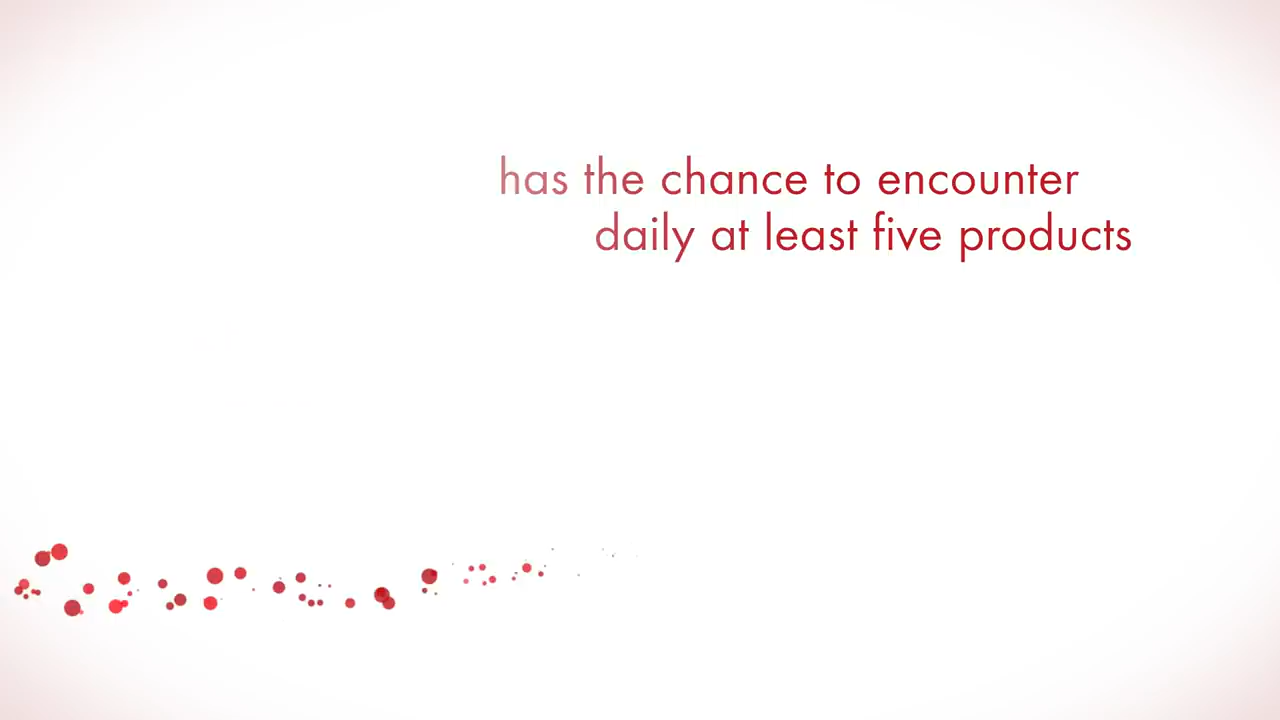 has the chance to encounter
daily at least five products